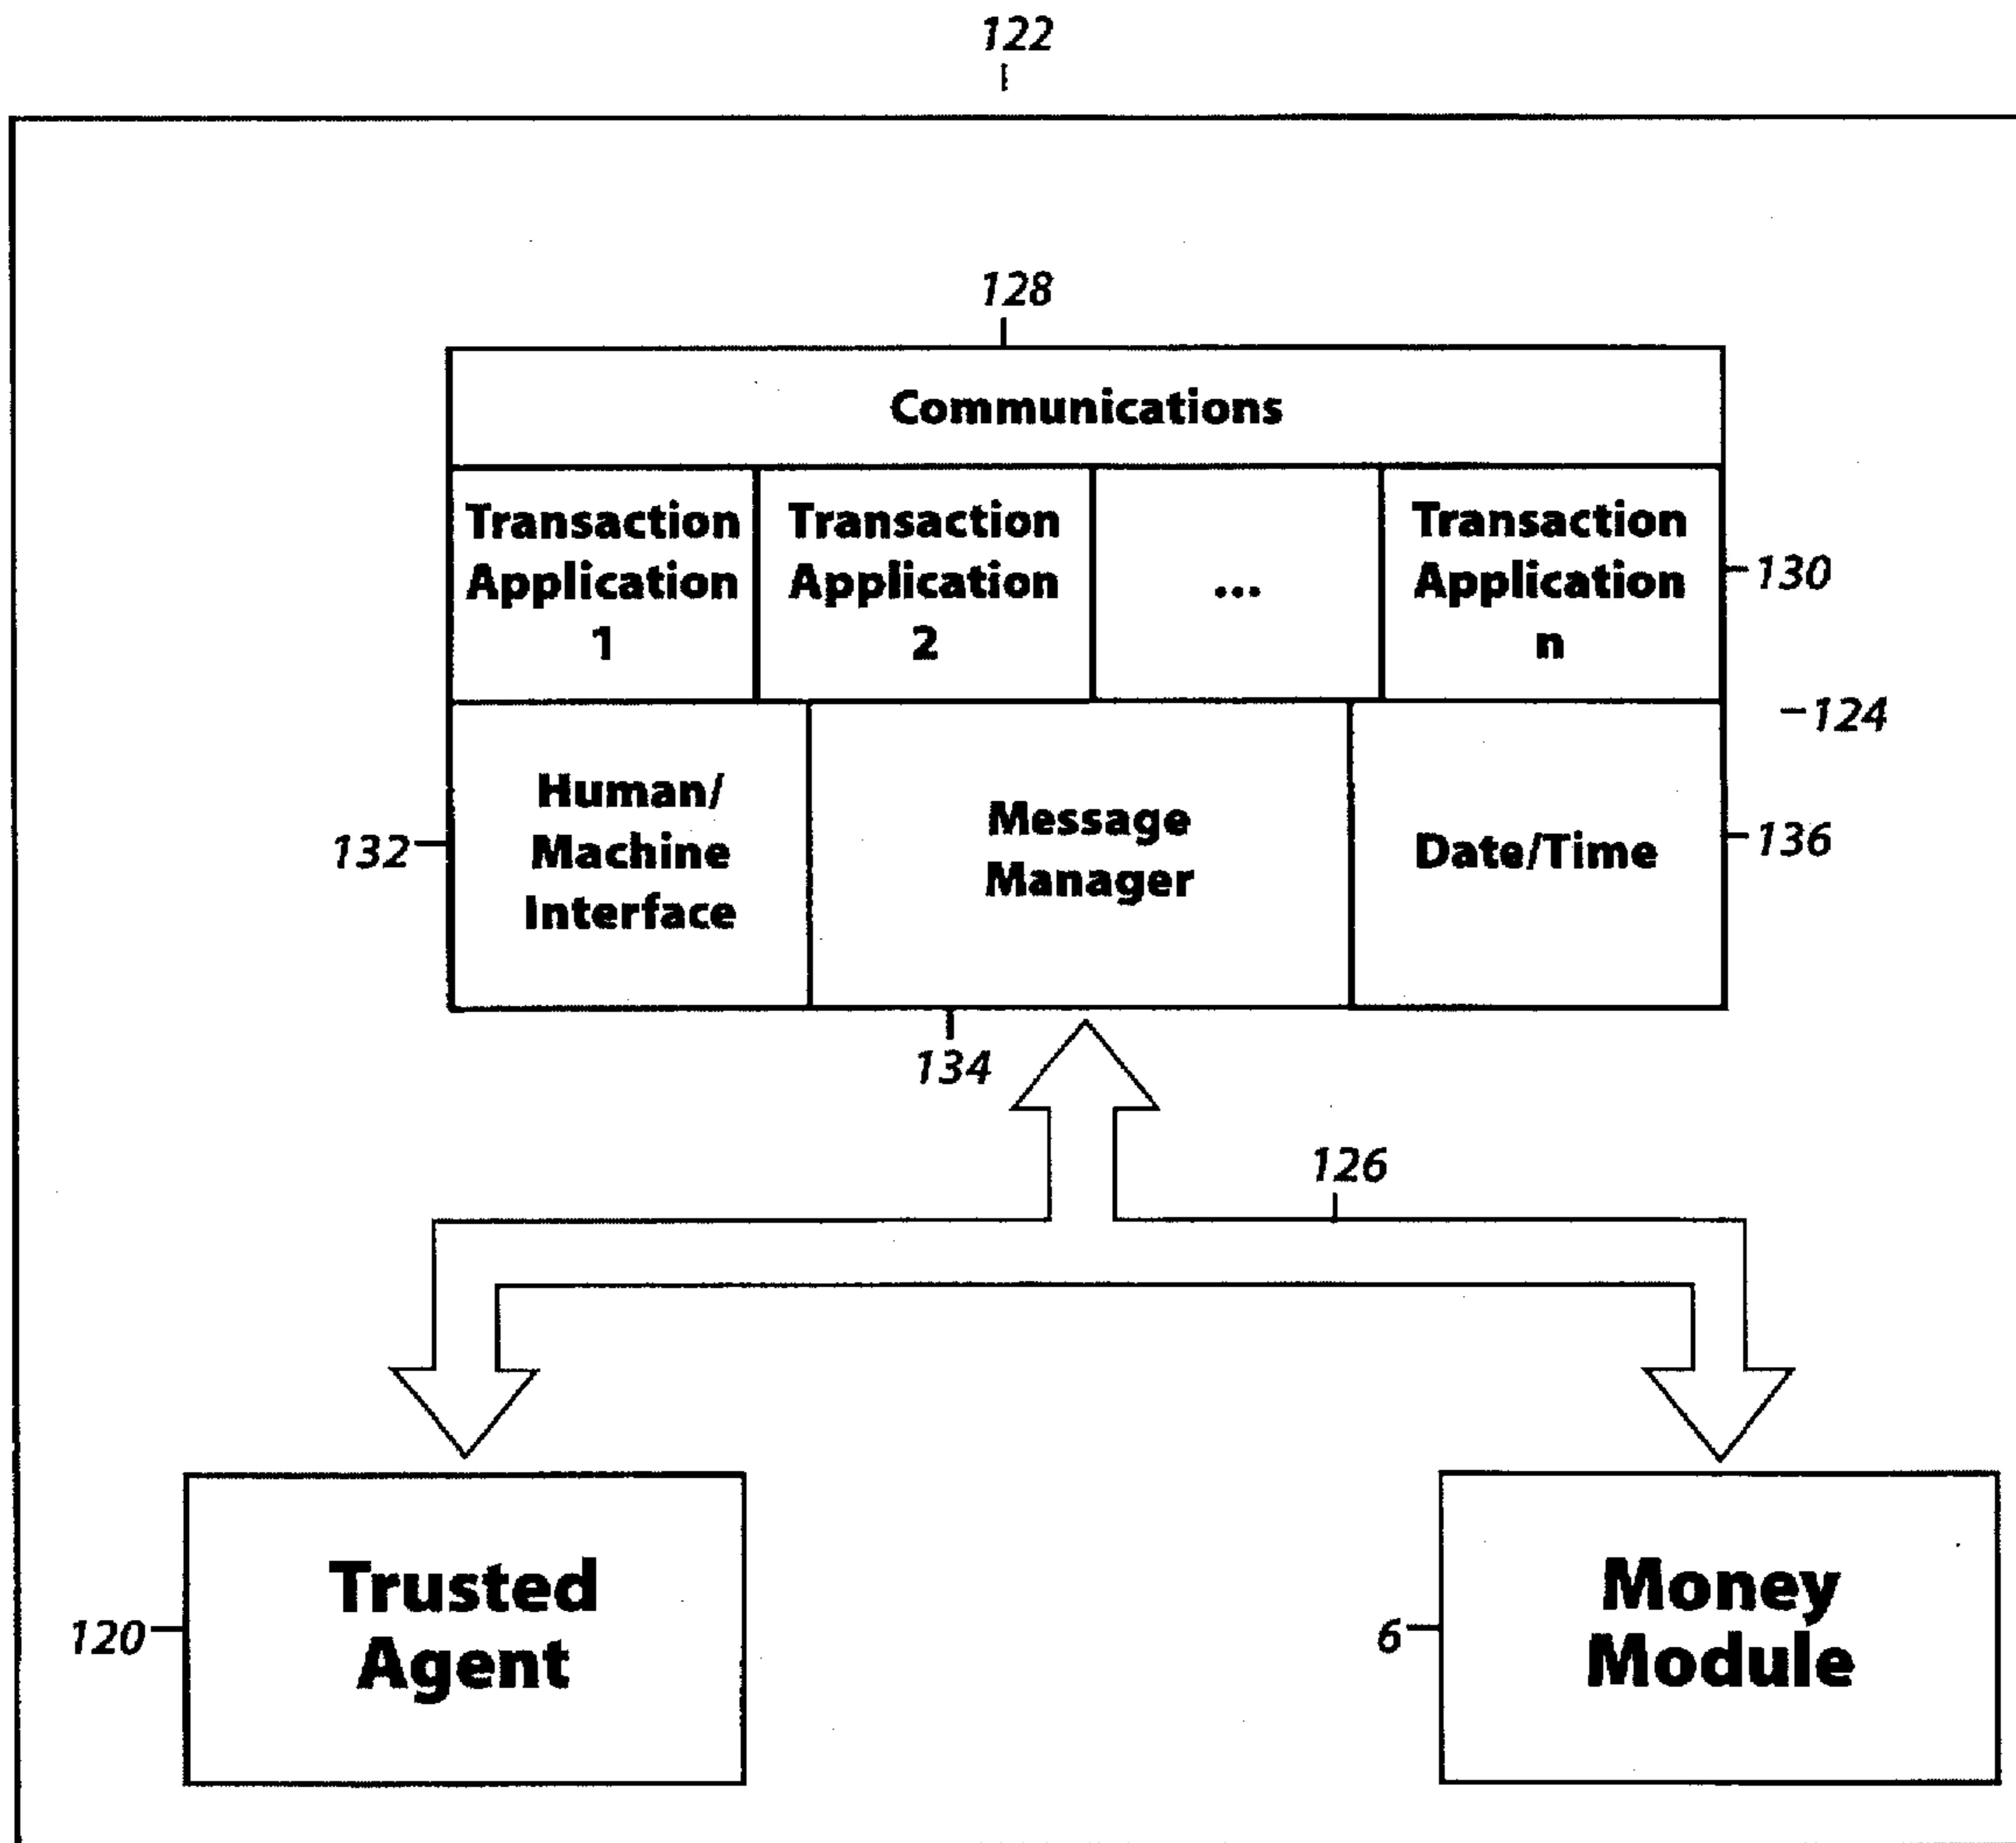 122
128
Communications
Transaction
Application
1
Transaction
Application
2
...
Transaction
Application
n
130
124
132
Human/
Machine
Interface
Message
Manager
Date/Time
136
134
126
120
Trusted
Agent
6
Money
Module